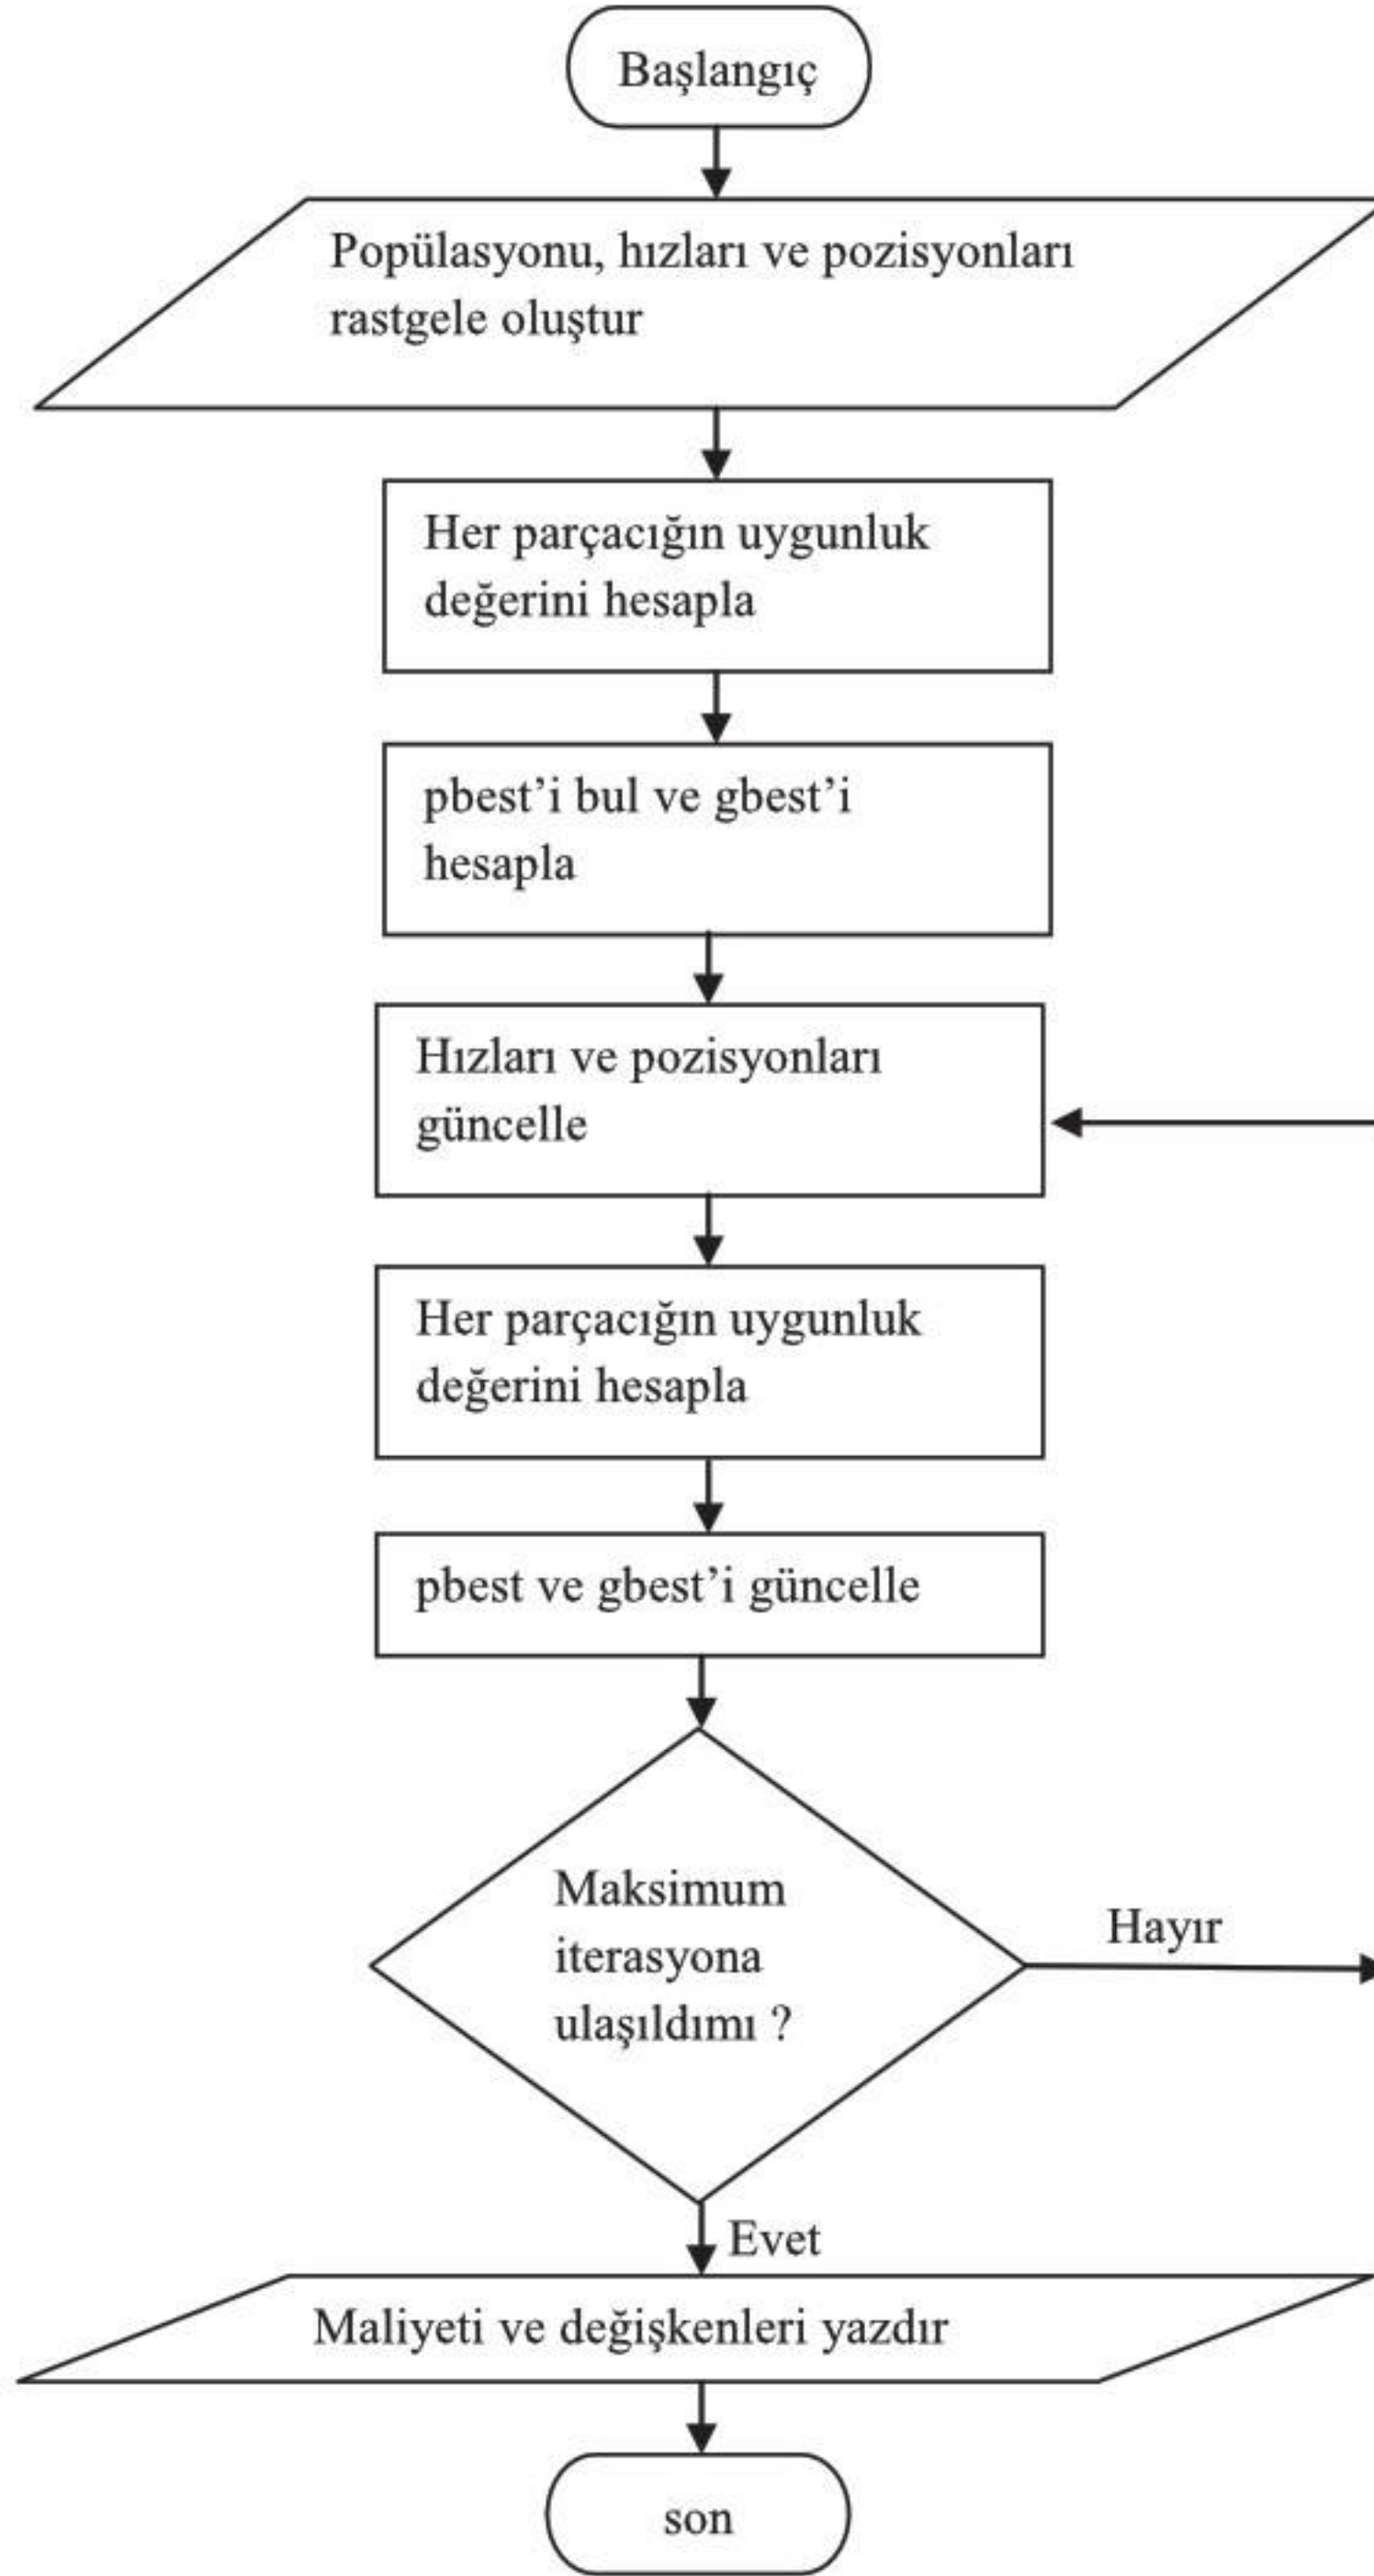 Başlangıç
Popülasyonu, hızları ve pozisyonları
rastgele oluştur
Her parçacığın uygunluk
değerini hesapla
pbest’i bul ve gbest’i
hesapla
Hızları ve pozisyonları
güncelle
Her parçacığın uygunluk
değerini hesapla
pbest ve gbest’i güncelle
Maksimum
iterasyona
ulaşıldımı ?
Hayır
Evet
Maliyeti ve değişkenleri yazdır
son